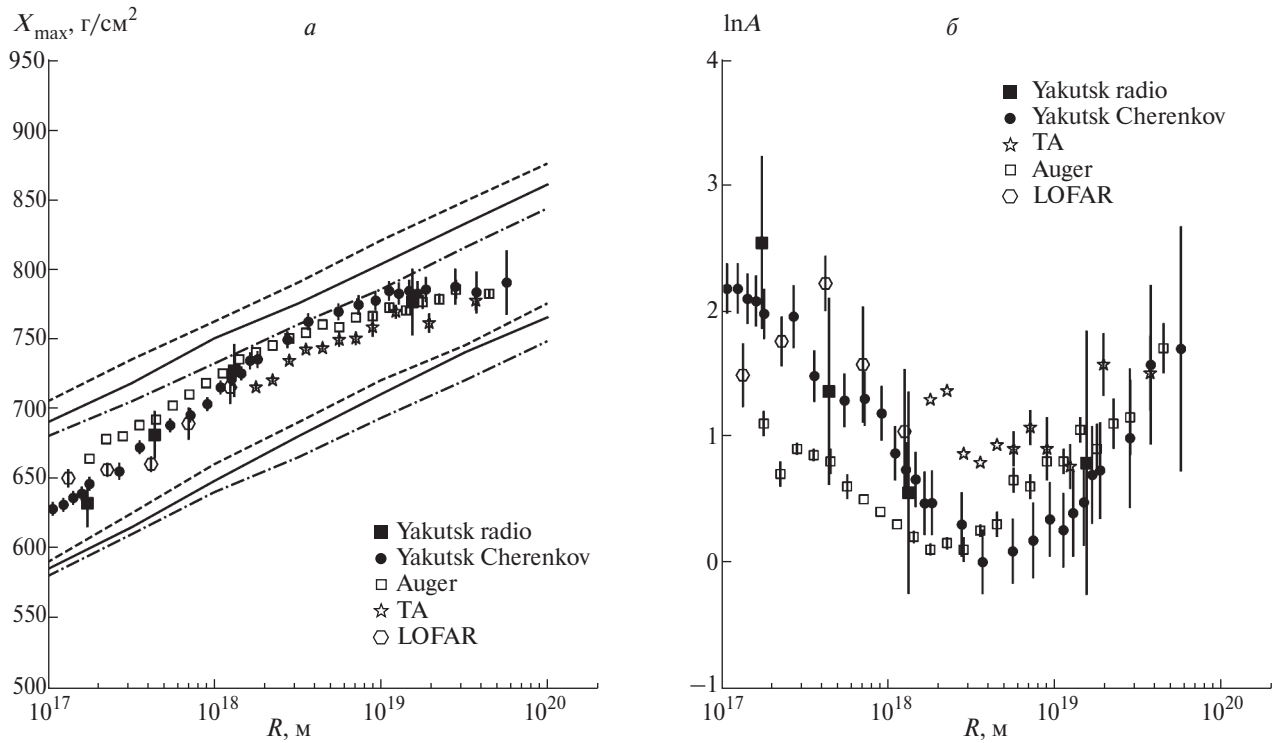 X_max, г/см²
а
950
900
850
800
750
700
650
600
550
500
10^17
10^18
10^19
10^20
R, м
Yakutsk radio
Yakutsk Cherenkov
Auger
TA
LOFAR
lnA
б
4
3
2
1
0
−1
10^17
10^18
10^19
10^20
R, м
Yakutsk radio
Yakutsk Cherenkov
TA
Auger
LOFAR